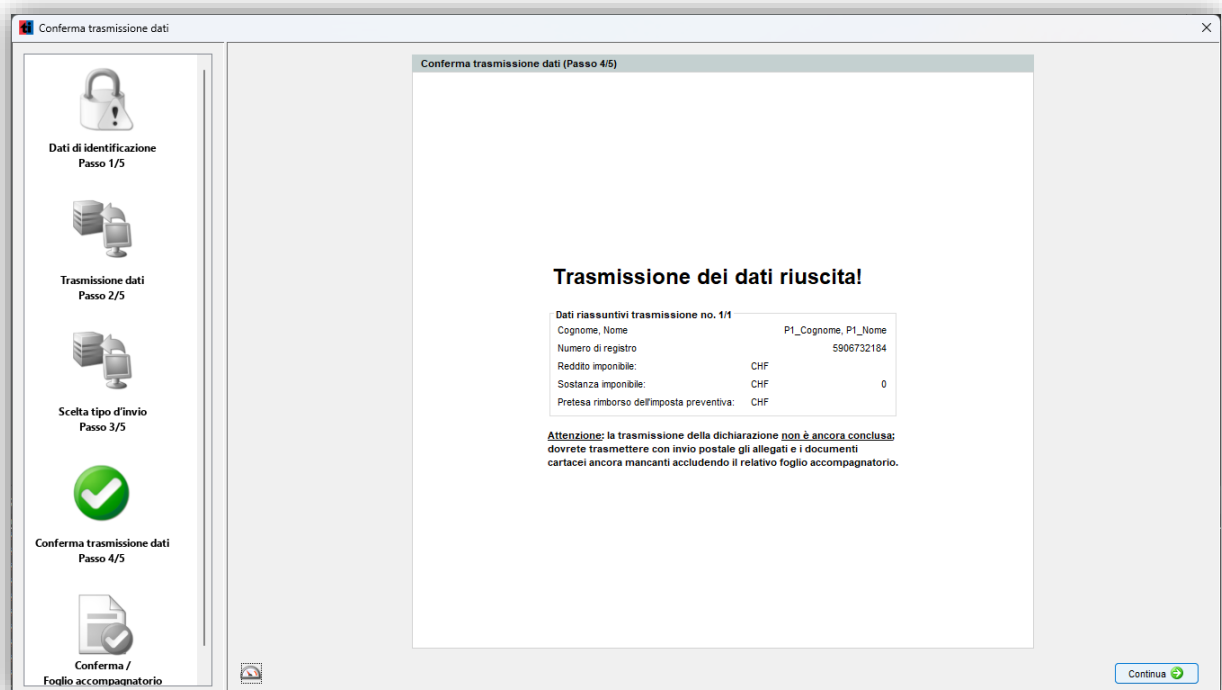 Conferma trasmissione dati
Dati di identificazione
Passo 1/5
Trasmissione dati
Passo 2/5
Scelta tipo d'invio
Passo 3/5
Conferma trasmissione dati
Passo 4/5
Conferma /
Foglio accompagnatorio
Conferma trasmissione dati (Passo 4/5)
Trasmissione dei dati riuscita!
Dati riassuntivi trasmissione no. 1/1
Cognome, Nome P1_Cognome, P1_Nome
Numero di registro 5906732184
Reddito imponibile: CHF
Sostanza imponibile: CHF 0
Pretesa rimborso dell'imposta preventiva: CHF
Attenzione: la trasmissione della dichiarazione non è ancora conclusa;
dovrete trasmettere con invio postale gli allegati e i documenti
cartacei ancora mancanti accludendo il relativo foglio accompagnatorio.
Continua